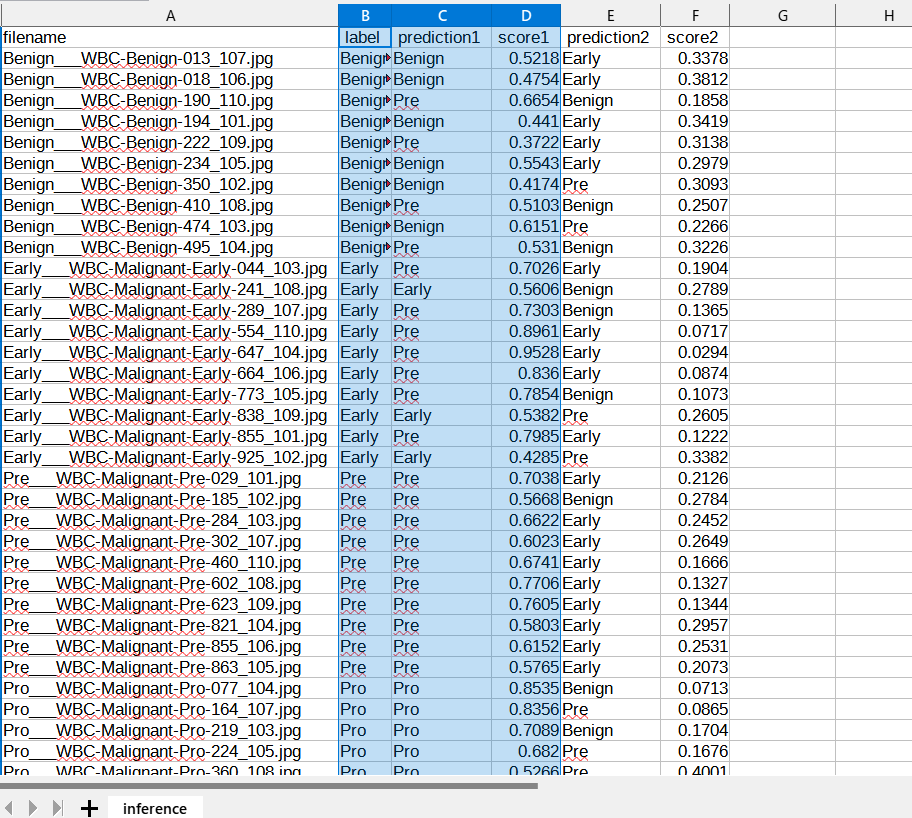 A B C D E F G H
filename label prediction1 score1 prediction2 score2
Benign___WBC-Benign-013_107.jpg Benign Benign 0.5218 Early 0.3378
Benign___WBC-Benign-018_106.jpg Benign Benign 0.4754 Early 0.3812
Benign___WBC-Benign-190_110.jpg Benign Pre 0.6654 Benign 0.1858
Benign___WBC-Benign-194_101.jpg Benign Benign 0.441 Early 0.3419
Benign___WBC-Benign-222_109.jpg Benign Pre 0.3722 Early 0.3138
Benign___WBC-Benign-234_105.jpg Benign Benign 0.5543 Early 0.2979
Benign___WBC-Benign-350_102.jpg Benign Benign 0.4174 Pre 0.3093
Benign___WBC-Benign-410_108.jpg Benign Pre 0.5103 Benign 0.2507
Benign___WBC-Benign-474_103.jpg Benign Benign 0.6151 Pre 0.2266
Benign___WBC-Benign-495_104.jpg Benign Pre 0.531 Benign 0.3226
Early___WBC-Malignant-Early-044_103.jpg Early Pre 0.7026 Early 0.1904
Early___WBC-Malignant-Early-241_108.jpg Early Early 0.5606 Benign 0.2789
Early___WBC-Malignant-Early-289_107.jpg Early Pre 0.7303 Benign 0.1365
Early___WBC-Malignant-Early-554_110.jpg Early Pre 0.8961 Early 0.0717
Early___WBC-Malignant-Early-647_104.jpg Early Pre 0.9528 Early 0.0294
Early___WBC-Malignant-Early-664_106.jpg Early Pre 0.836 Early 0.0874
Early___WBC-Malignant-Early-773_105.jpg Early Pre 0.7854 Benign 0.1073
Early___WBC-Malignant-Early-838_109.jpg Early Early 0.5382 Pre 0.2605
Early___WBC-Malignant-Early-855_101.jpg Early Pre 0.7985 Early 0.1222
Early___WBC-Malignant-Early-925_102.jpg Early Early 0.4285 Pre 0.3382
Pre___WBC-Malignant-Pre-029_101.jpg Pre Pre 0.7038 Early 0.2126
Pre___WBC-Malignant-Pre-185_102.jpg Pre Pre 0.5668 Benign 0.2784
Pre___WBC-Malignant-Pre-284_103.jpg Pre Pre 0.6622 Early 0.2452
Pre___WBC-Malignant-Pre-302_107.jpg Pre Pre 0.6023 Early 0.2649
Pre___WBC-Malignant-Pre-460_110.jpg Pre Pre 0.6741 Early 0.1666
Pre___WBC-Malignant-Pre-602_108.jpg Pre Pre 0.7706 Early 0.1327
Pre___WBC-Malignant-Pre-623_109.jpg Pre Pre 0.7605 Early 0.1344
Pre___WBC-Malignant-Pre-821_104.jpg Pre Pre 0.5803 Early 0.2957
Pre___WBC-Malignant-Pre-855_106.jpg Pre Pre 0.6152 Early 0.2531
Pre___WBC-Malignant-Pre-863_105.jpg Pre Pre 0.5765 Early 0.2073
Pro___WBC-Malignant-Pro-077_104.jpg Pro Pro 0.8535 Benign 0.0713
Pro___WBC-Malignant-Pro-164_107.jpg Pro Pro 0.8356 Pre 0.0865
Pro___WBC-Malignant-Pro-219_103.jpg Pro Pro 0.7089 Benign 0.1704
Pro___WBC-Malignant-Pro-224_105.jpg Pro Pro 0.682 Pre 0.1676
Pro___WBC-Malignant-Pro-360_108.jpg Pro Pro 0.5266 Pre 0.4001
inference